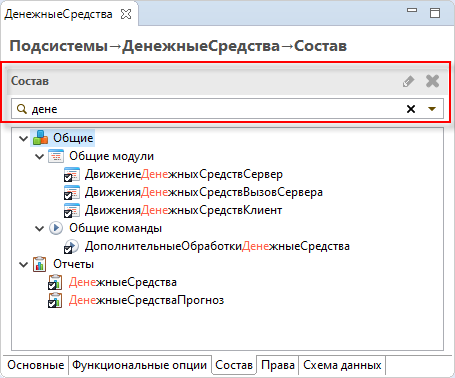 ДенежныеСредства
Подсистемы→ДенежныеСредства→Состав
Состав
дене
Общие
Общие модули
ДвижениеДенежныхСредствСервер
ДвиженияДенежныхСредствВызовСервера
ДвиженияДенежныхСредствКлиент
Общие команды
ДополнительныеОбработкиДенежныеСредства
Отчеты
ДенежныеСредства
ДенежныеСредстваПрогноз
Основные Функциональные опции Состав Права Схема данных